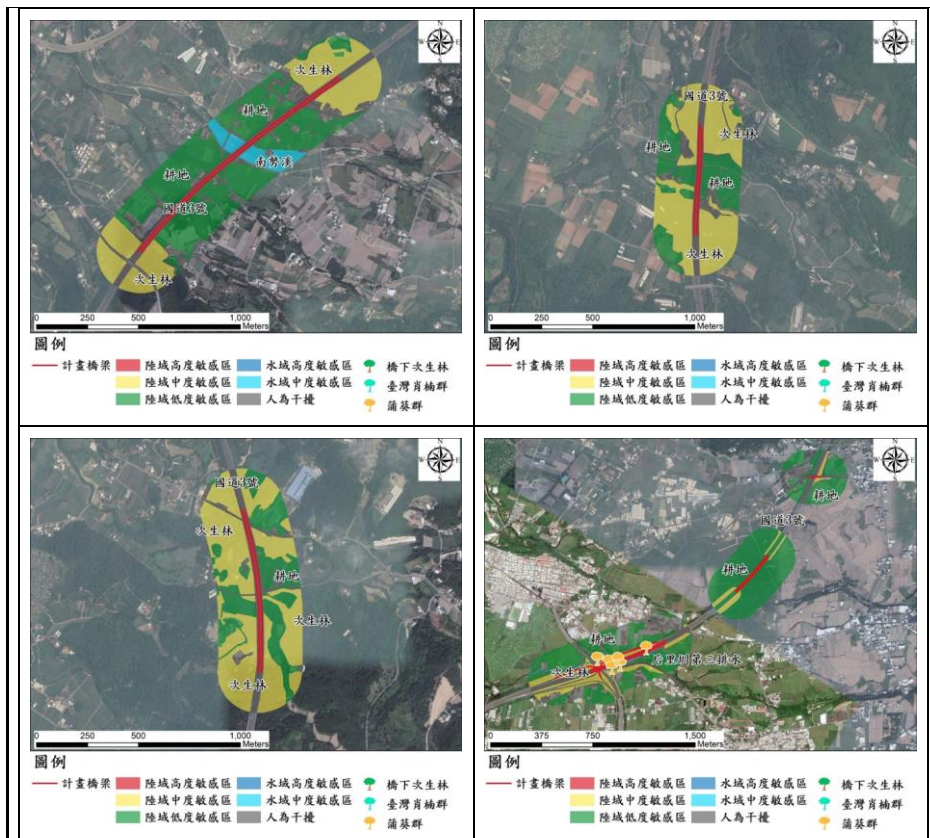 N
W
E
S
次生林
耕地
南勢溪
耕地
國道3號
次生林
0 250 500 1,000
Meters
圖例
計畫橋梁 陸域高度敏感區 水域高度敏感區 橋下次生林
陸域中度敏感區 水域中度敏感區 臺灣肖楠群
陸域低度敏感區 人為干擾 蒲葵群
N
W
E
S
國道3號
次生林
耕地
耕地
次生林
0 250 500 1,000
Meters
圖例
計畫橋梁 陸域高度敏感區 水域高度敏感區 橋下次生林
陸域中度敏感區 水域中度敏感區 臺灣肖楠群
陸域低度敏感區 人為干擾 蒲葵群
N
W
E
S
國道3號
次生林
耕地
次生林
次生林
0 250 500 1,000
Meters
圖例
計畫橋梁 陸域高度敏感區 水域高度敏感區 橋下次生林
陸域中度敏感區 水域中度敏感區 臺灣肖楠群
陸域低度敏感區 人為干擾 蒲葵群
N
W
E
S
耕地
國道3號
耕地
耕地
后里圳第三排水
次生林
0 375 750 1,500
Meters
圖例
計畫橋梁 陸域高度敏感區 水域高度敏感區 橋下次生林
陸域中度敏感區 水域中度敏感區 臺灣肖楠群
陸域低度敏感區 人為干擾 蒲葵群